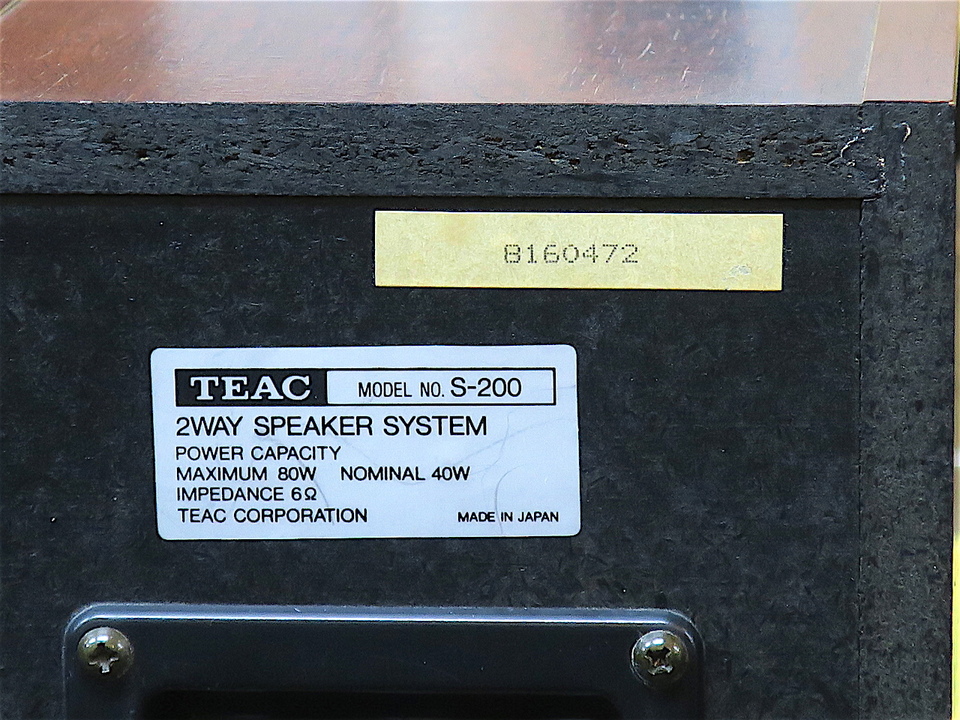 8160472
TEAC MODEL NO. S-200
2WAY SPEAKER SYSTEM
POWER CAPACITY
MAXIMUM 80W NOMINAL 40W
IMPEDANCE 6Ω
TEAC CORPORATION MADE IN JAPAN